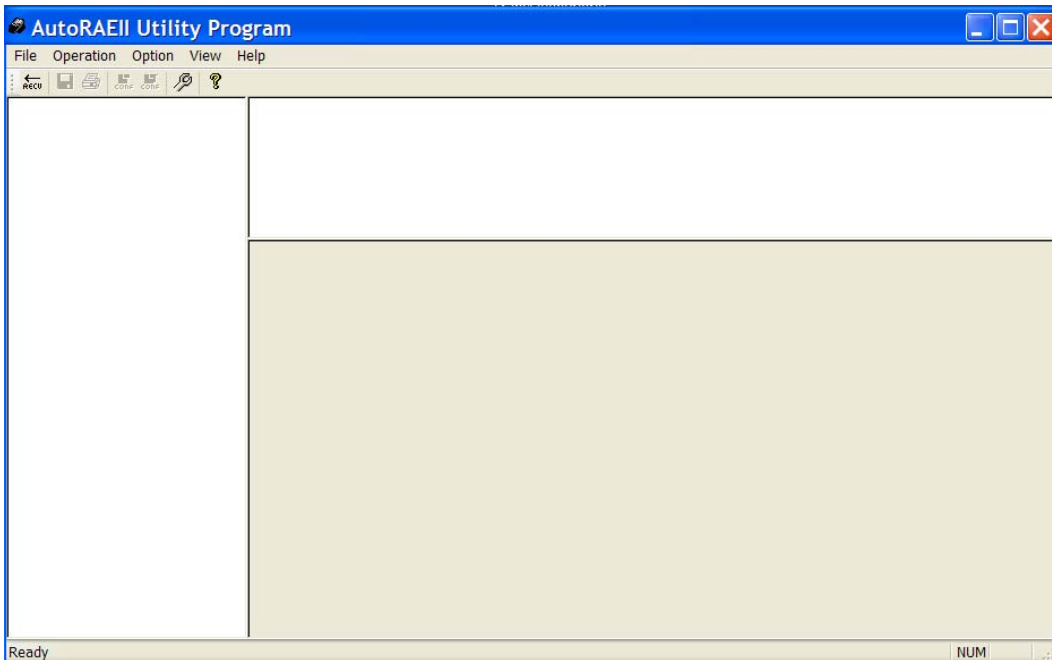 AutoRAEII Utility Program
File Operation Option View Help
RECV CONF CONF ?
Ready NUM